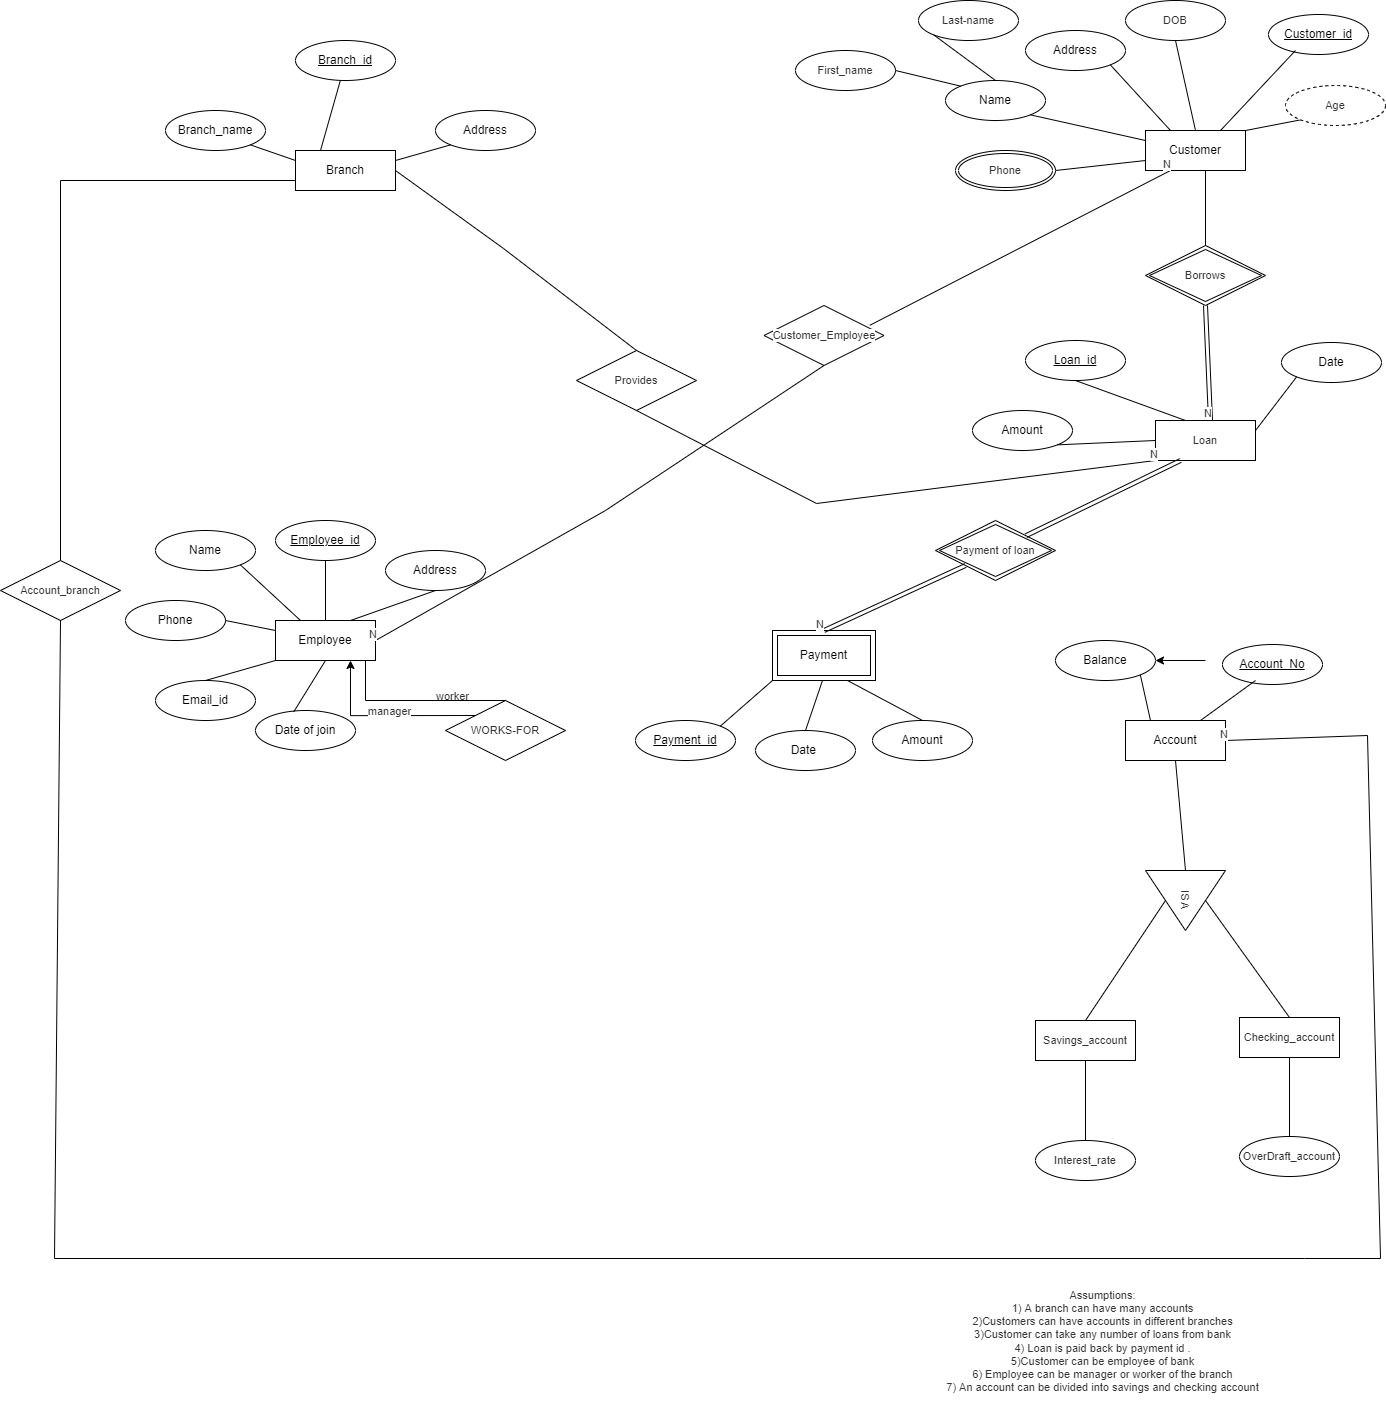 Last-name
DOB
Customer_id
Branch_id
Address
First_name
Name
Age
Branch_name
Address
Customer
N
Branch
Phone
Borrows
Customer_Employee
Loan_id
Date
Provides
Amount
N
Loan
N
Employee_id
Name
Address
Payment of loan
Account_branch
Phone
N
Employee
N
Payment
Balance
Account_No
Email_id
worker
manager
Date of join
WORKS-FOR
Payment_id
Date
Amount
Account
N
ISA
Savings_account
Checking_account
Interest_rate
OverDraft_account
Assumptions:
1) A branch can have many accounts
2)Customers can have accounts in different branches
3)Customer can take any number of loans from bank
4) Loan is paid back by payment id .
5)Customer can be employee of bank
6) Employee can be manager or worker of the branch
7) An account can be divided into savings and checking account